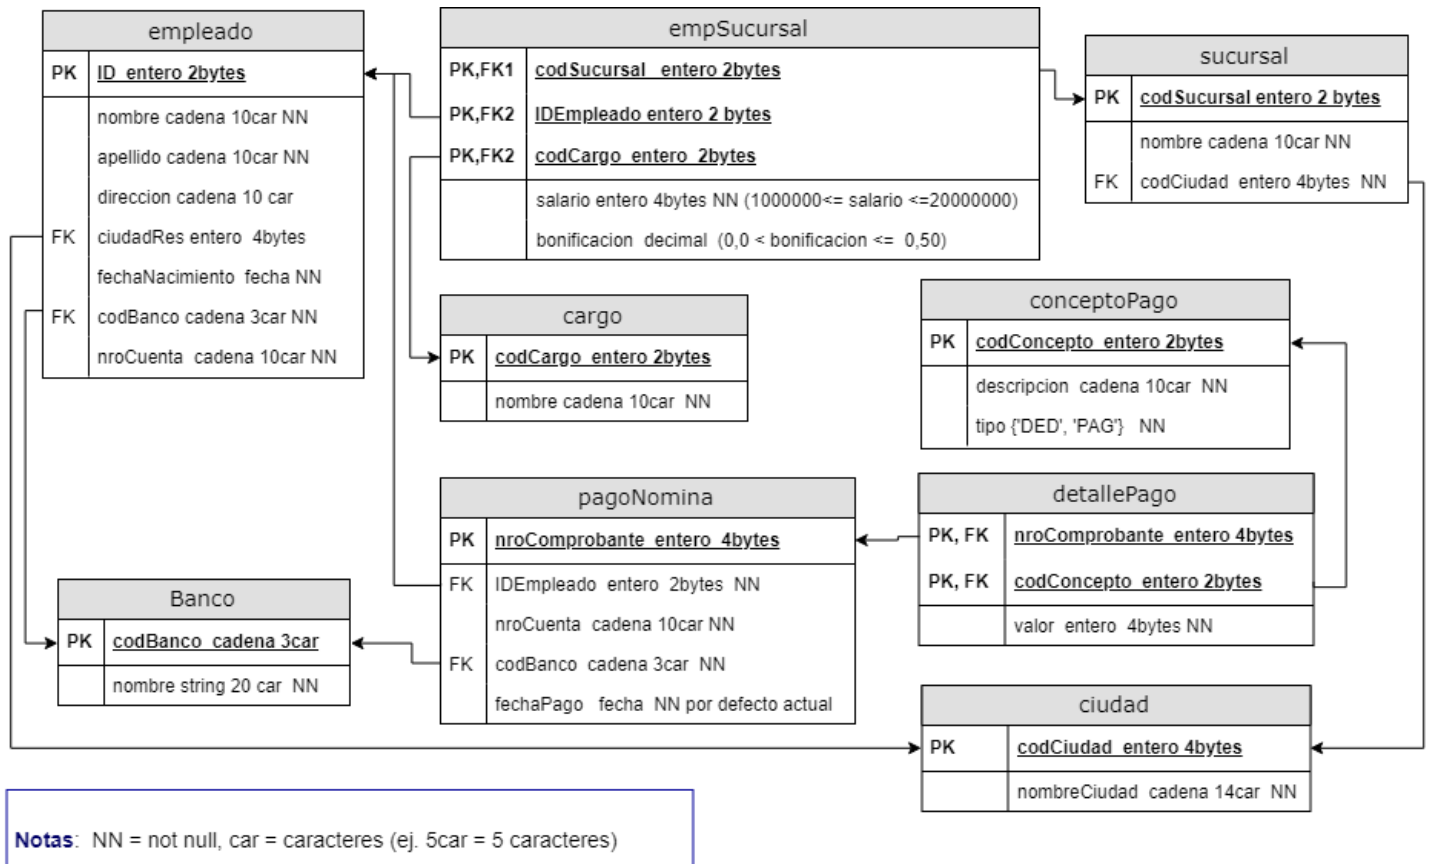 empleado
PK ID entero 2bytes
nombre cadena 10car NN
apellido cadena 10car NN
direccion cadena 10 car
FK ciudadRes entero 4bytes
fechaNacimiento fecha NN
FK codBanco cadena 3car NN
nroCuenta cadena 10car NN
empSucursal
PK,FK1 codSucursal entero 2bytes
PK,FK2 IDEmpleado entero 2 bytes
PK,FK2 codCargo entero 2bytes
salario entero 4bytes NN (1000000<= salario <=20000000)
bonificacion decimal (0,0 < bonificacion <= 0,50)
sucursal
PK codSucursal entero 2 bytes
nombre cadena 10car NN
FK codCiudad entero 4bytes NN
cargo
PK codCargo entero 2bytes
nombre cadena 10car NN
conceptoPago
PK codConcepto entero 2bytes
descripcion cadena 10car NN
tipo {'DED', 'PAG'} NN
pagoNomina
PK nroComprobante entero 4bytes
FK IDEmpleado entero 2bytes NN
nroCuenta cadena 10car NN
FK codBanco cadena 3car NN
fechaPago fecha NN por defecto actual
detallePago
PK, FK nroComprobante entero 4bytes
PK, FK codConcepto entero 2bytes
valor entero 4bytes NN
Banco
PK codBanco cadena 3car
nombre string 20 car NN
ciudad
PK codCiudad entero 4bytes
nombreCiudad cadena 14car NN
Notas: NN = not null, car = caracteres (ej. 5car = 5 caracteres)